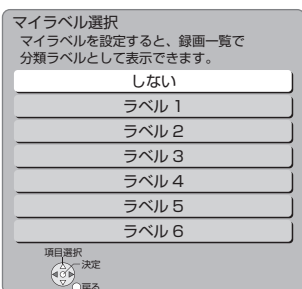 マイラベル選択
マイラベルを設定すると、録画一覧で
分類ラベルとして表示できます。
しない
ラベル 1
ラベル 2
ラベル 3
ラベル 4
ラベル 5
ラベル 6
項目選択
決定
戻る